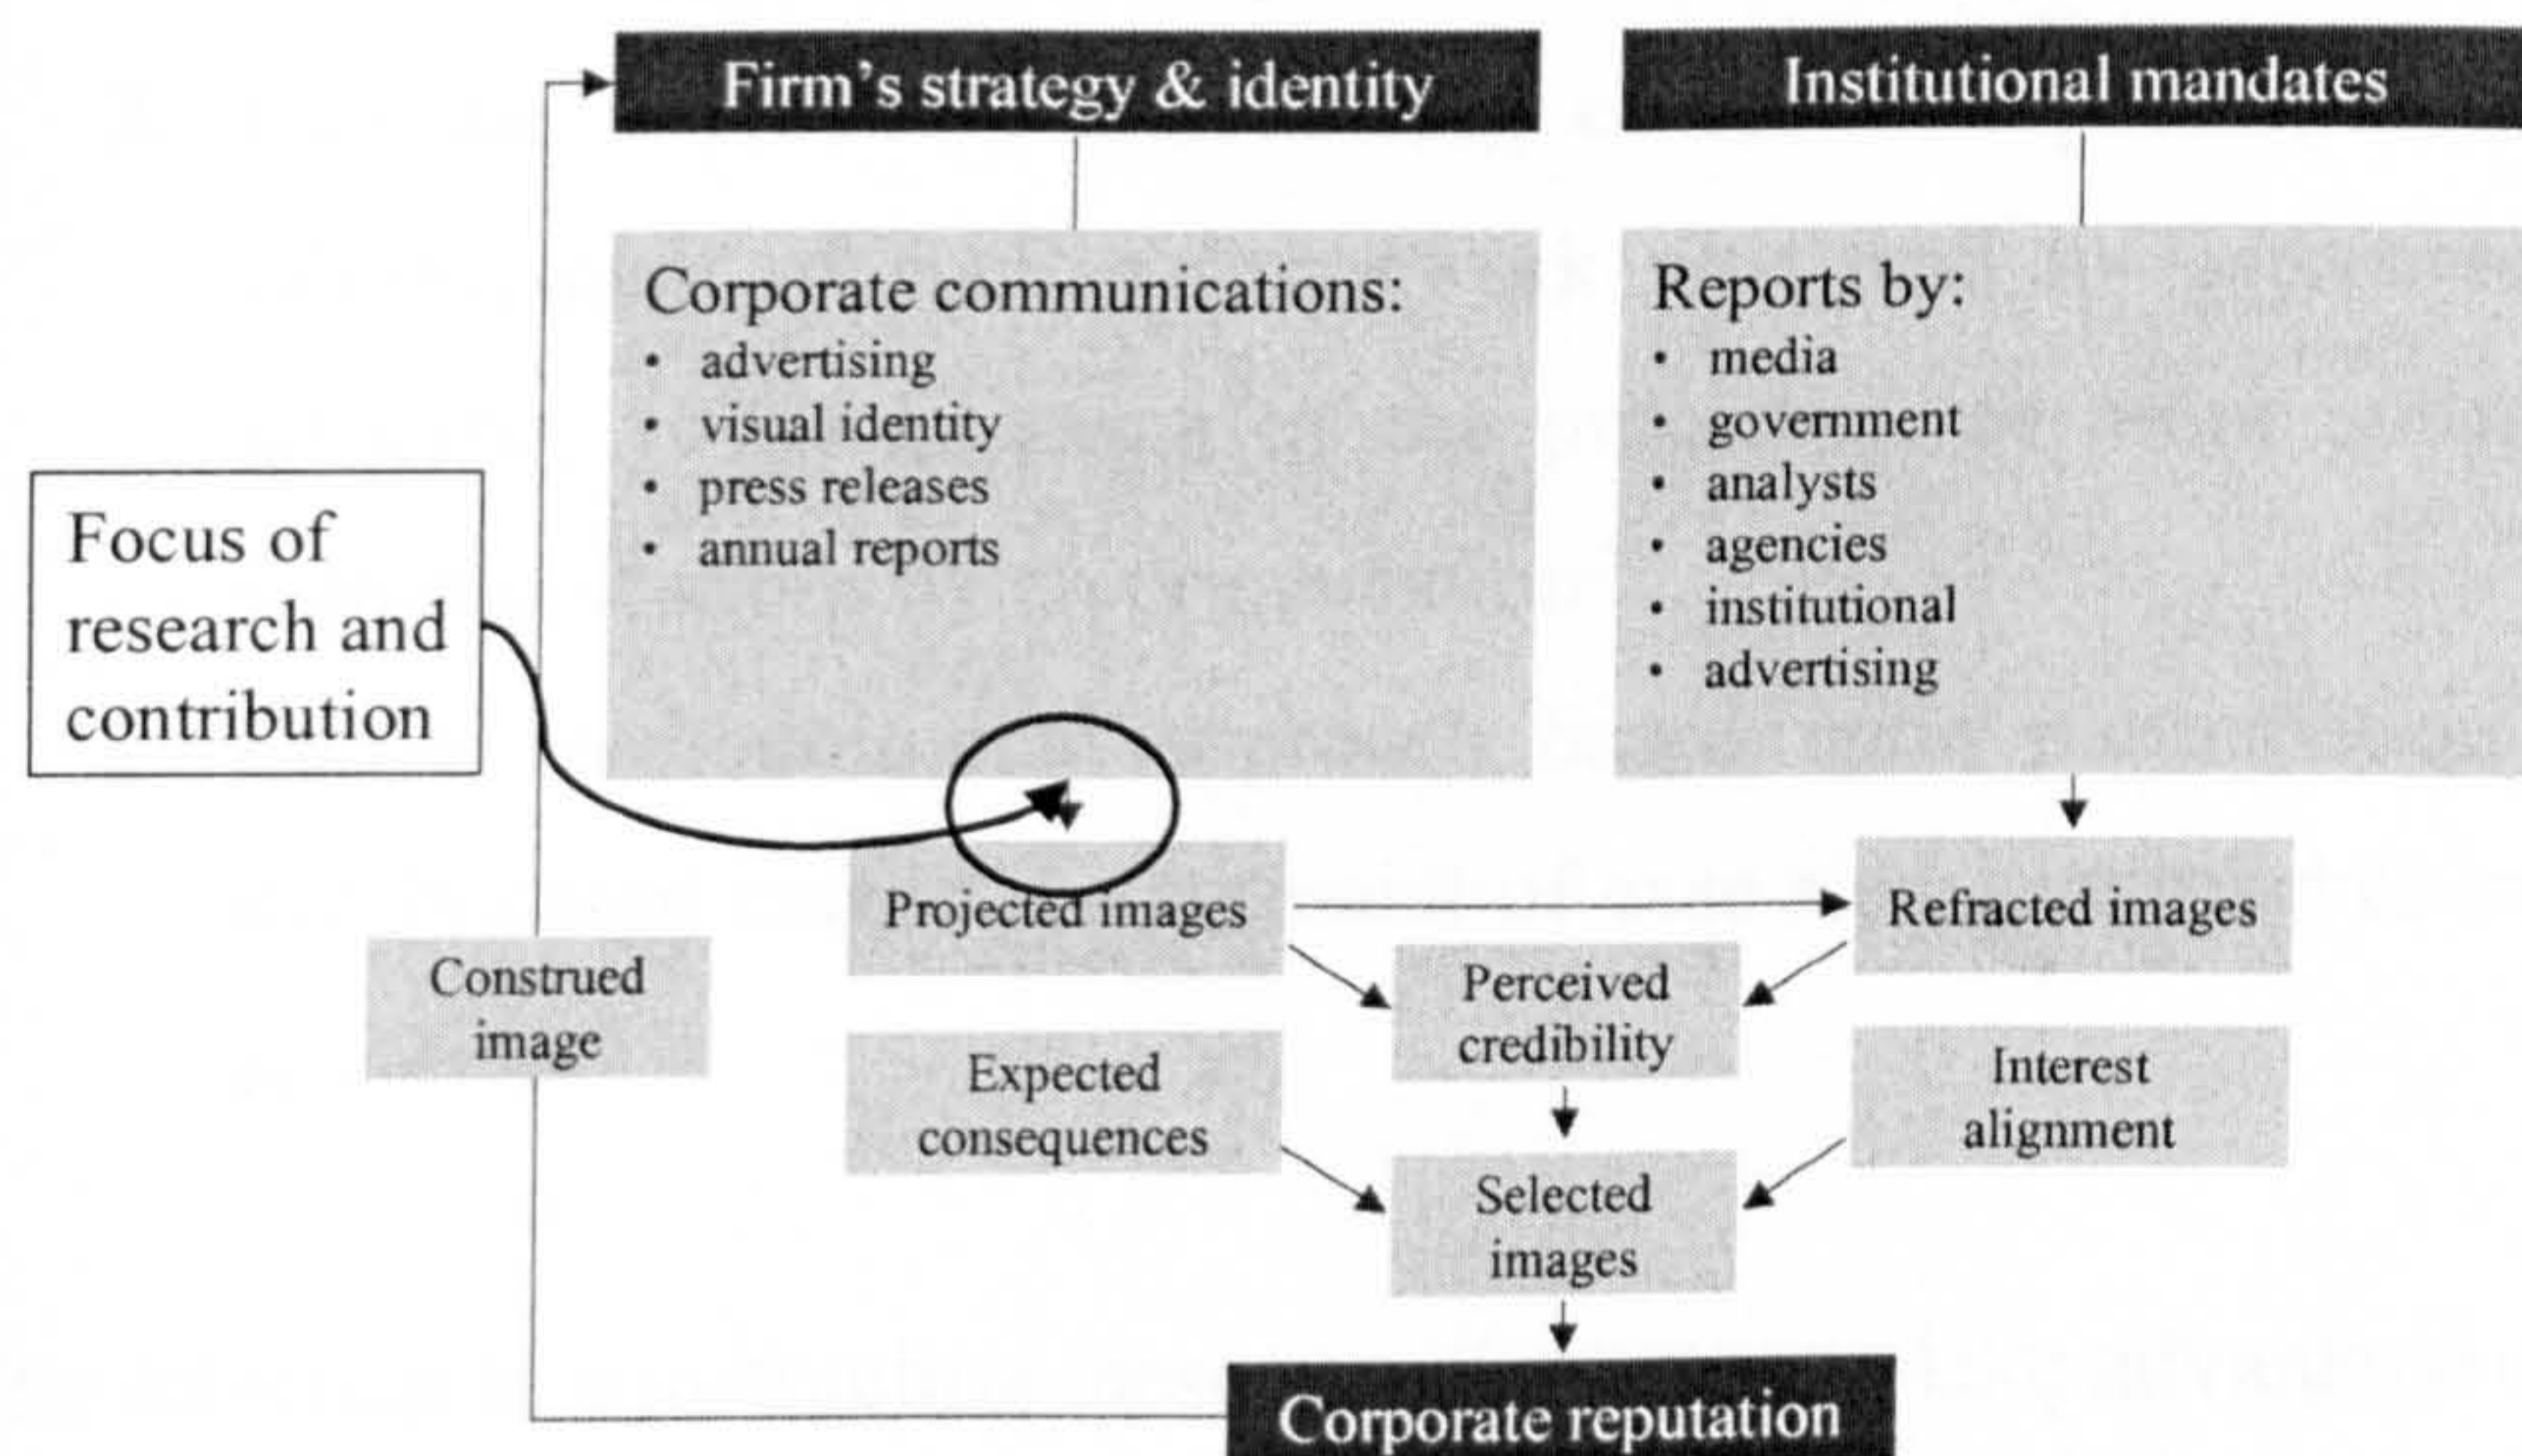 Firm's strategy & identity
Institutional mandates
Corporate communications:
• advertising
• visual identity
• press releases
• annual reports
Reports by:
• media
• government
• analysts
• agencies
• institutional
• advertising
Focus of
research and
contribution
Projected images
Refracted images
Construed
image
Perceived
credibility
Expected
consequences
Interest
alignment
Selected
images
Corporate reputation